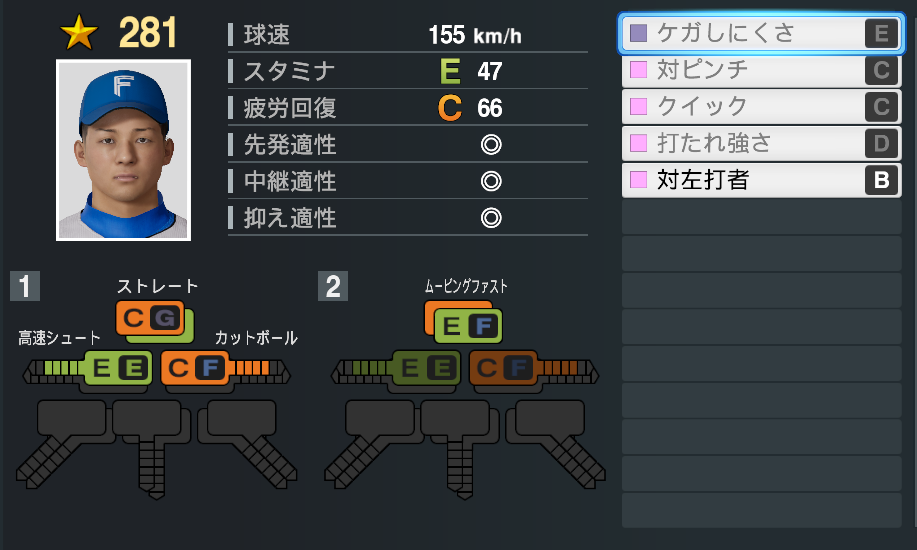 ★ 281
F
球速 155 km/h
スタミナ E 47
疲労回復 C 66
先発適性 ◎
中継適性 ◎
抑え適性 ◎
ケガしにくさ E
対ピンチ C
クイック C
打たれ強さ D
対左打者 B
1
ストレート
C G
高速シュート
E E
カットボール
C F
2
ムービングファスト
E F
E E
C F